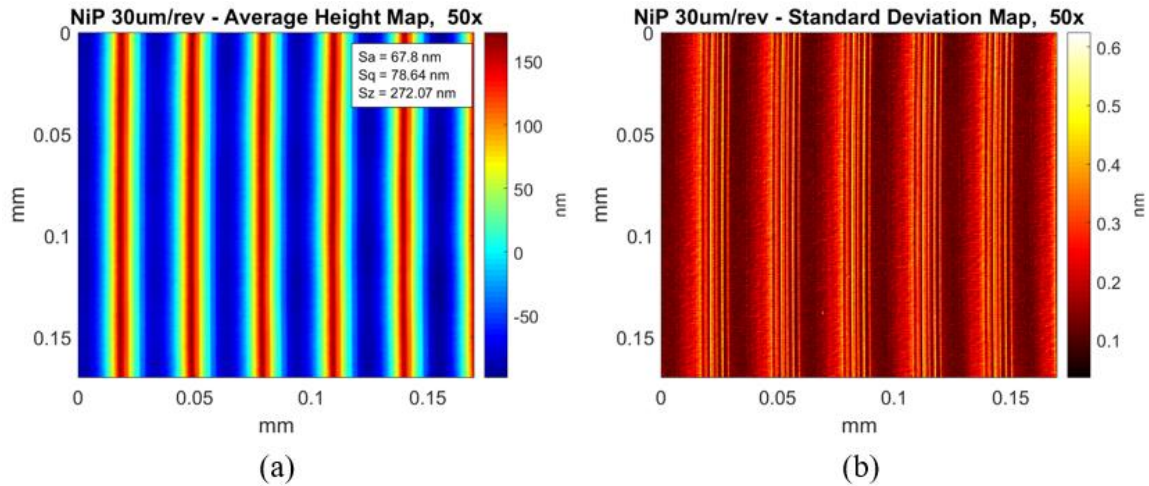 NiP 30um/rev - Average Height Map,  50x
0
0.05
0.1
0.15
mm
0
0.05
0.1
0.15
mm
Sa = 67.8 nm
Sq = 78.64 nm
Sz = 272.07 nm
150
100
50
0
-50
nm
(a)
NiP 30um/rev - Standard Deviation Map,  50x
0
0.05
0.1
0.15
mm
0
0.05
0.1
0.15
mm
0.6
0.5
0.4
0.3
0.2
0.1
nm
(b)